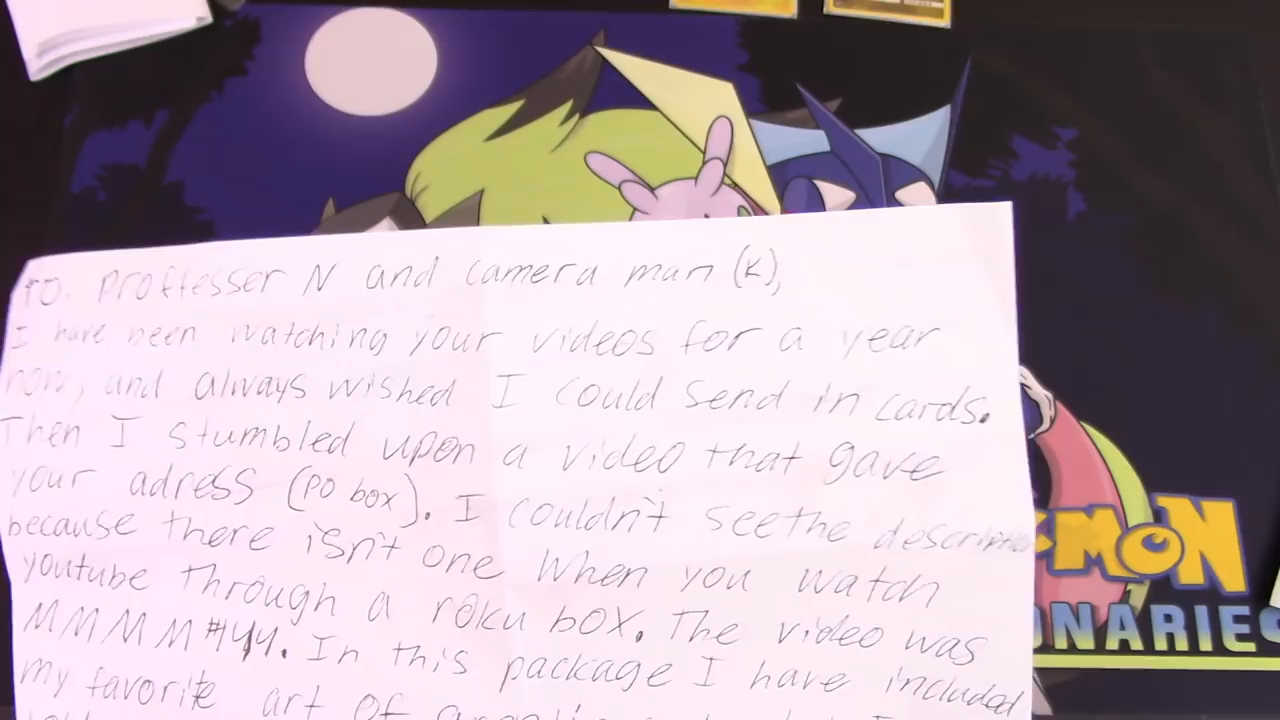 TO. Proffesser N and camera man (K),
I have been watching your videos for a year
now, and always wished I could send in cards.
Then I stumbled upon a video that gave
your adress (PO box). I couldn't see the description
because there isn't one when you watch
youtube through a roku box. The video was
MMMM #44. In this package I have included
my favorite art of
MON
NARIE